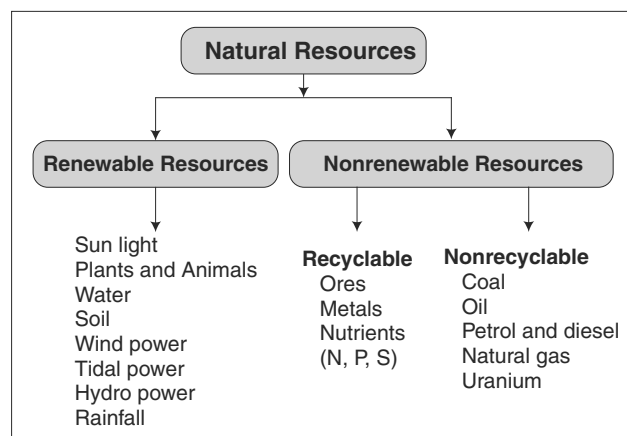 Natural Resources
Renewable Resources
Nonrenewable Resources
Sun light
Plants and Animals
Water
Soil
Wind power
Tidal power
Hydro power
Rainfall
Recyclable
Ores
Metals
Nutrients
(N, P, S)
Nonrecyclable
Coal
Oil
Petrol and diesel
Natural gas
Uranium